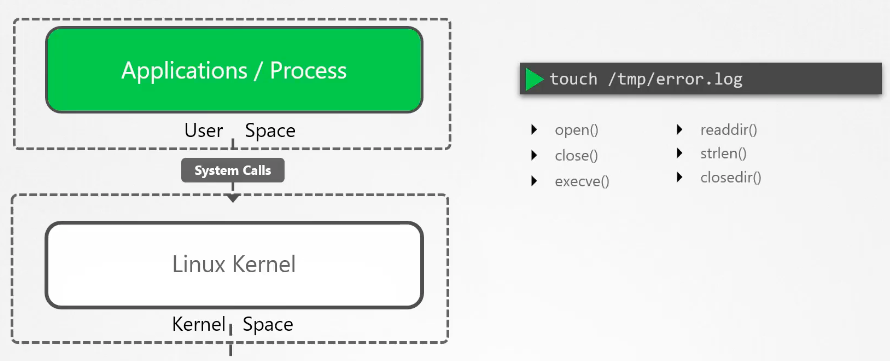 Applications / Process
User Space
System Calls
Linux Kernel
Kernel Space
touch /tmp/error.log
open()
close()
execve()
readdir()
strlen()
closedir()